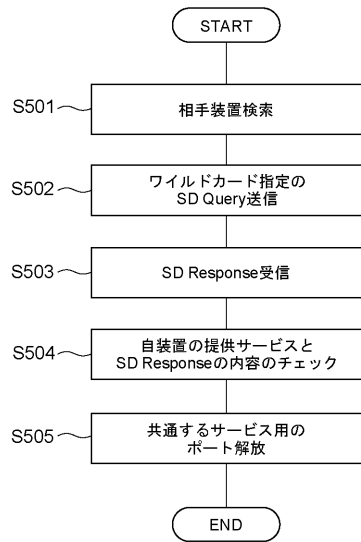 START
S501
相手装置検索
S502
ワイルドカード指定の
SD Query送信
S503
SD Response受信
S504
自装置の提供サービスと
SD Responseの内容のチェック
S505
共通するサービス用の
ポート解放
END